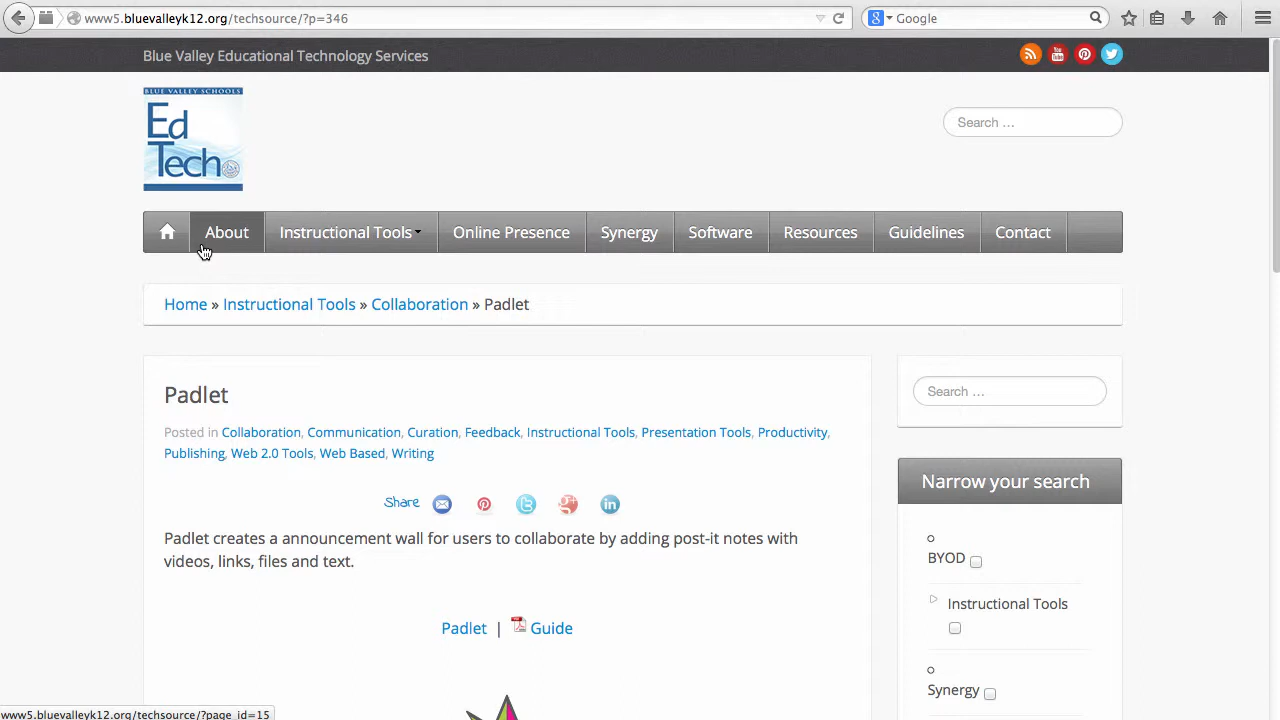 www5.bluevalleyk12.org/techsource/?p=346
Google
Blue Valley Educational Technology Services
BLUE VALLEY SCHOOLS
Ed
Tech
Search ...
About
Instructional Tools
Online Presence
Synergy
Software
Resources
Guidelines
Contact
Home » Instructional Tools » Collaboration » Padlet
Padlet
Posted in Collaboration, Communication, Curation, Feedback, Instructional Tools, Presentation Tools, Productivity,
Publishing, Web 2.0 Tools, Web Based, Writing
Share
Padlet creates a announcement wall for users to collaborate by adding post-it notes with
videos, links, files and text.
Padlet | Guide
Search ...
Narrow your search
BYOD
Instructional Tools
Synergy
www5.bluevalleyk12.org/techsource/?page_id=15